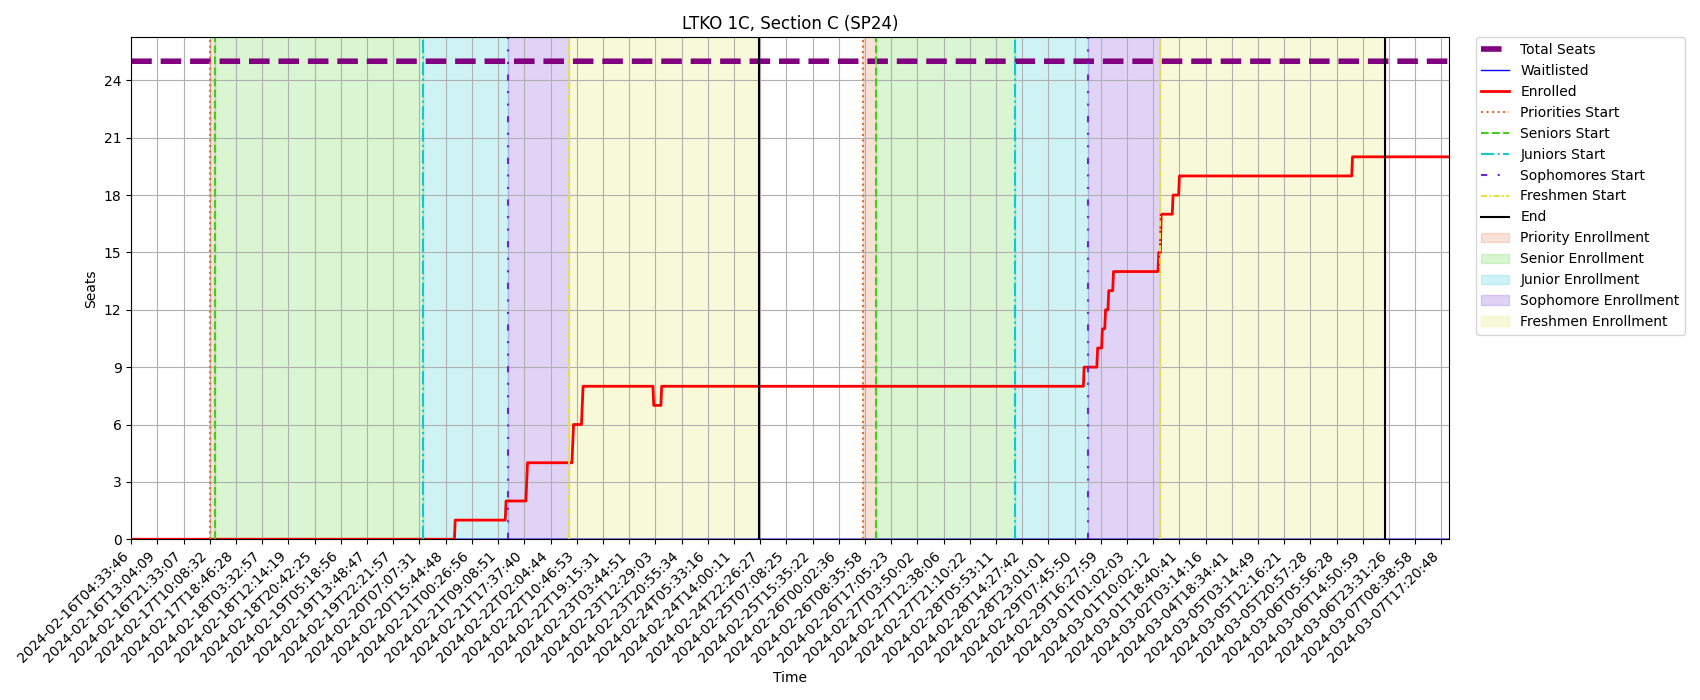 LTKO 1C, Section C (SP24)
Seats
24
21
18
15
12
9
6
3
0
2024-02-16T04:33:46
2024-02-16T13:04:09
2024-02-16T21:33:07
2024-02-17T10:08:32
2024-02-17T18:46:28
2024-02-18T03:32:57
2024-02-18T12:14:19
2024-02-18T20:42:25
2024-02-19T05:18:56
2024-02-19T13:48:47
2024-02-19T22:21:57
2024-02-20T07:07:31
2024-02-20T15:44:48
2024-02-21T00:26:56
2024-02-21T09:08:51
2024-02-21T17:37:40
2024-02-22T02:04:44
2024-02-22T10:46:53
2024-02-22T19:15:31
2024-02-23T03:44:51
2024-02-23T12:29:03
2024-02-23T20:55:34
2024-02-24T05:33:16
2024-02-24T14:00:11
2024-02-24T22:26:27
2024-02-25T07:08:25
2024-02-25T15:35:22
2024-02-26T00:02:36
2024-02-26T08:35:58
2024-02-26T17:05:23
2024-02-27T03:50:02
2024-02-27T12:38:06
2024-02-27T21:10:22
2024-02-28T05:53:11
2024-02-28T14:27:42
2024-02-28T23:01:01
2024-02-29T07:45:50
2024-02-29T16:27:59
2024-03-01T01:02:03
2024-03-01T10:02:12
2024-03-01T18:40:41
2024-03-02T03:14:16
2024-03-04T18:34:41
2024-03-05T03:14:49
2024-03-05T12:16:21
2024-03-05T20:57:28
2024-03-06T05:56:28
2024-03-06T14:50:59
2024-03-06T23:31:26
2024-03-07T08:38:58
2024-03-07T17:20:48
Time
Total Seats
Waitlisted
Enrolled
Priorities Start
Seniors Start
Juniors Start
Sophomores Start
Freshmen Start
End
Priority Enrollment
Senior Enrollment
Junior Enrollment
Sophomore Enrollment
Freshmen Enrollment